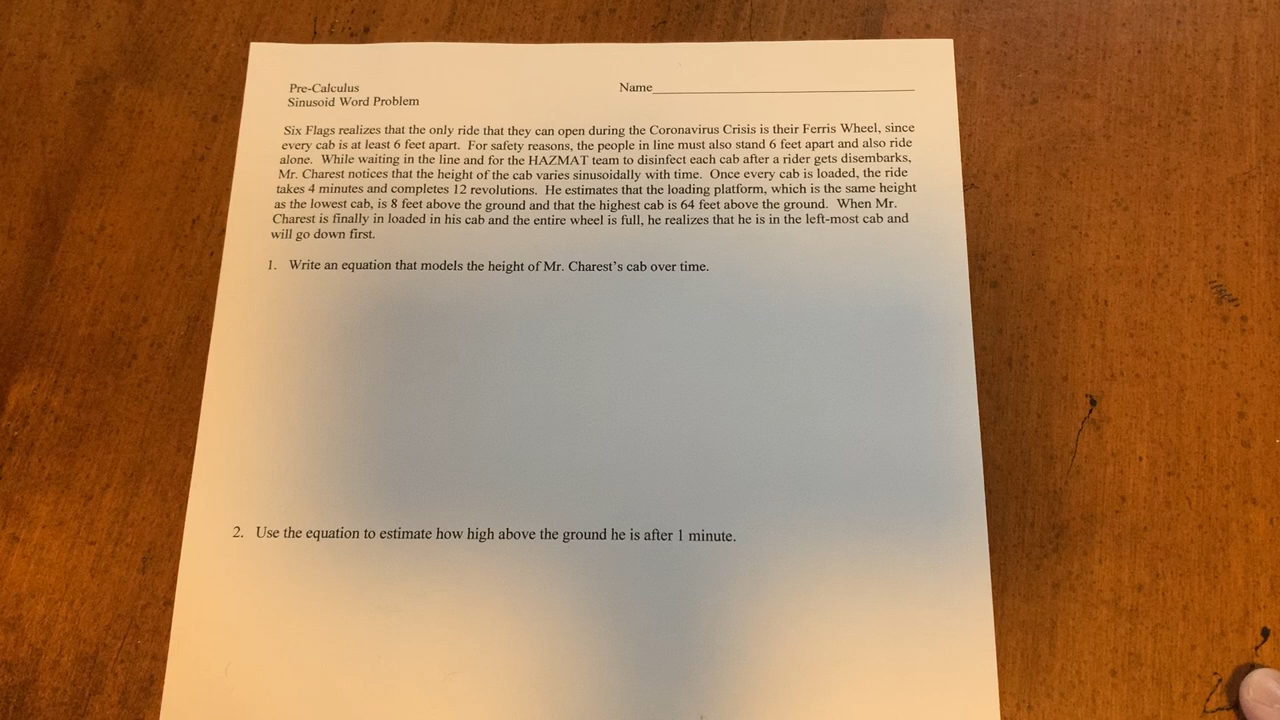 Pre-Calculus
Name
Sinusoid Word Problem
Six Flags realizes that the only ride that they can open during the Coronavirus Crisis is their Ferris Wheel, since
every cab is at least 6 feet apart. For safety reasons, the people in line must also stand 6 feet apart and also ride
alone. While waiting in the line and for the HAZMAT team to disinfect each cab after a rider gets disembarks,
Mr. Charest notices that the height of the cab varies sinusoidally with time. Once every cab is loaded, the ride
takes 4 minutes and completes 12 revolutions. He estimates that the loading platform, which is the same height
as the lowest cab, is 8 feet above the ground and that the highest cab is 64 feet above the ground. When Mr.
Charest is finally in loaded in his cab and the entire wheel is full, he realizes that he is in the left-most cab and
will go down first.
1. Write an equation that models the height of Mr. Charest's cab over time.
2. Use the equation to estimate how high above the ground he is after 1 minute.